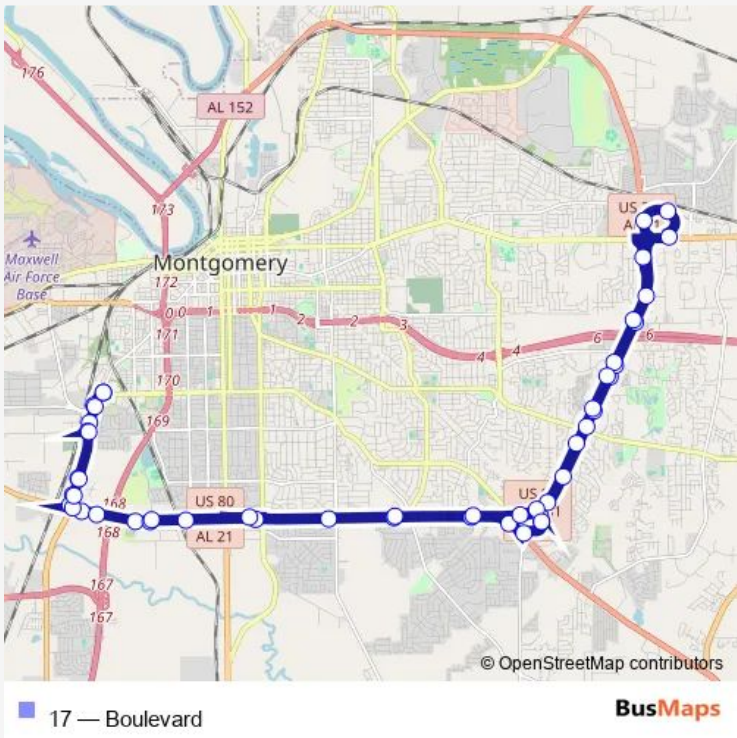 176
AL 152
173
US
A
1
Maxwell
Air Force
Base
Montgomery
172
0 0 1 1 2 2 3
171
4 4 6 6
170
169
168
US 80
US
1
168
AL 21
167
167
© OpenStreetMap contributors
17 — Boulevard
BusMaps